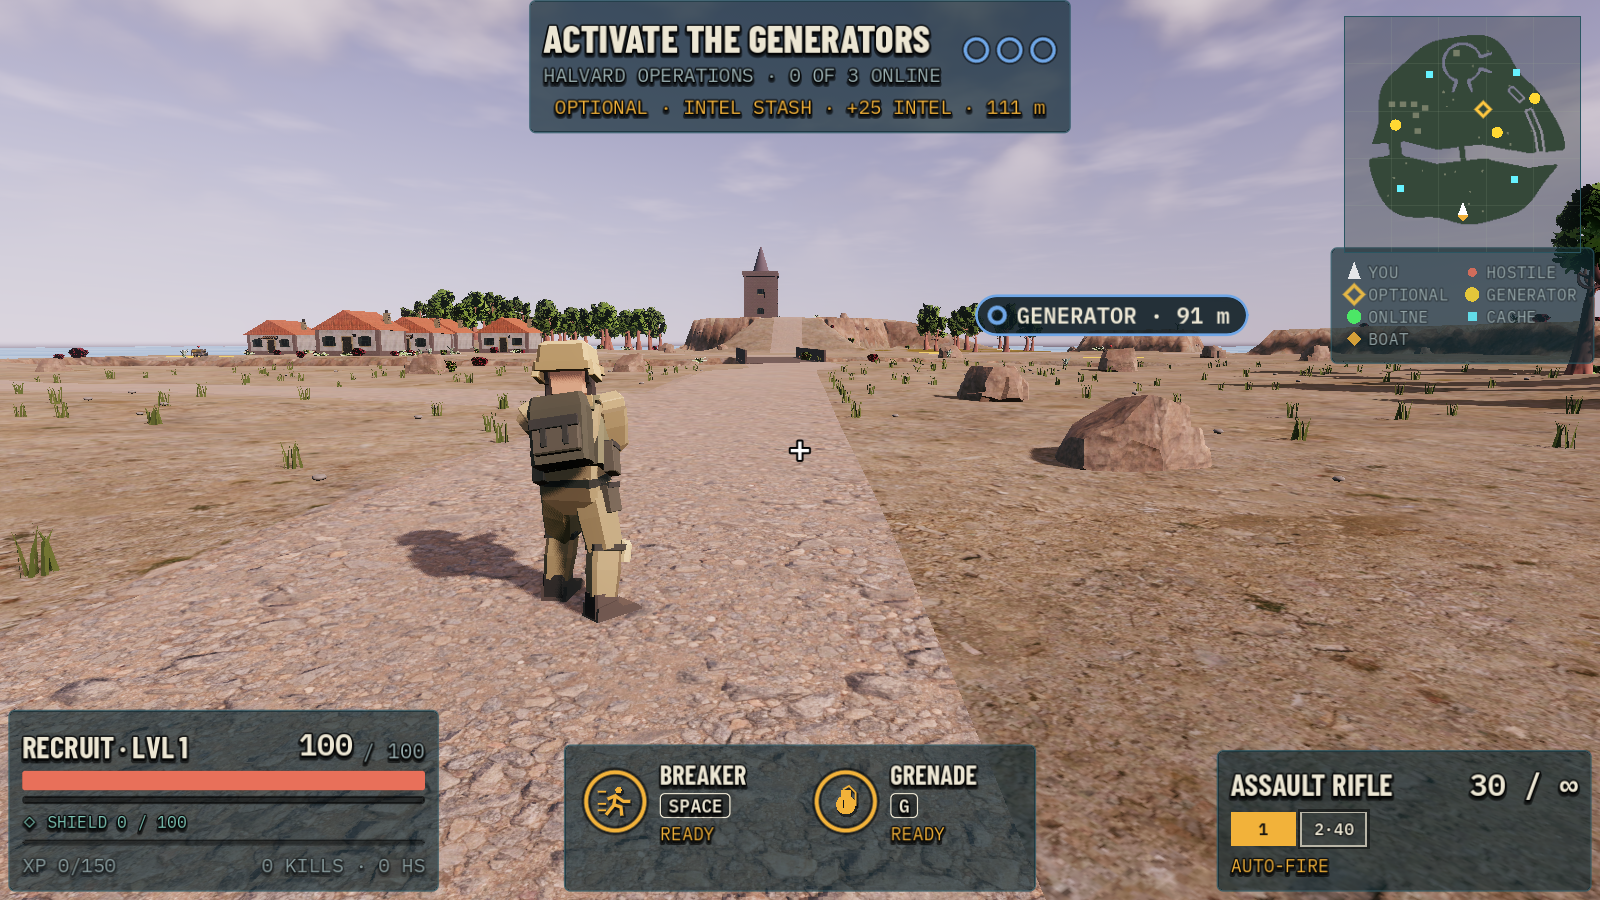 ACTIVATE THE GENERATORS
HALVARD OPERATIONS · 0 OF 3 ONLINE
OPTIONAL · INTEL STASH · +25 INTEL · 111 m
YOU
HOSTILE
OPTIONAL
GENERATOR
ONLINE
CACHE
BOAT
GENERATOR · 91 m
RECRUIT · LVL 1
100 / 100
SHIELD 0 / 100
XP 0/150
0 KILLS · 0 HS
BREAKER
SPACE
READY
GRENADE
G
READY
ASSAULT RIFLE
30 / ∞
1
2·40
AUTO-FIRE